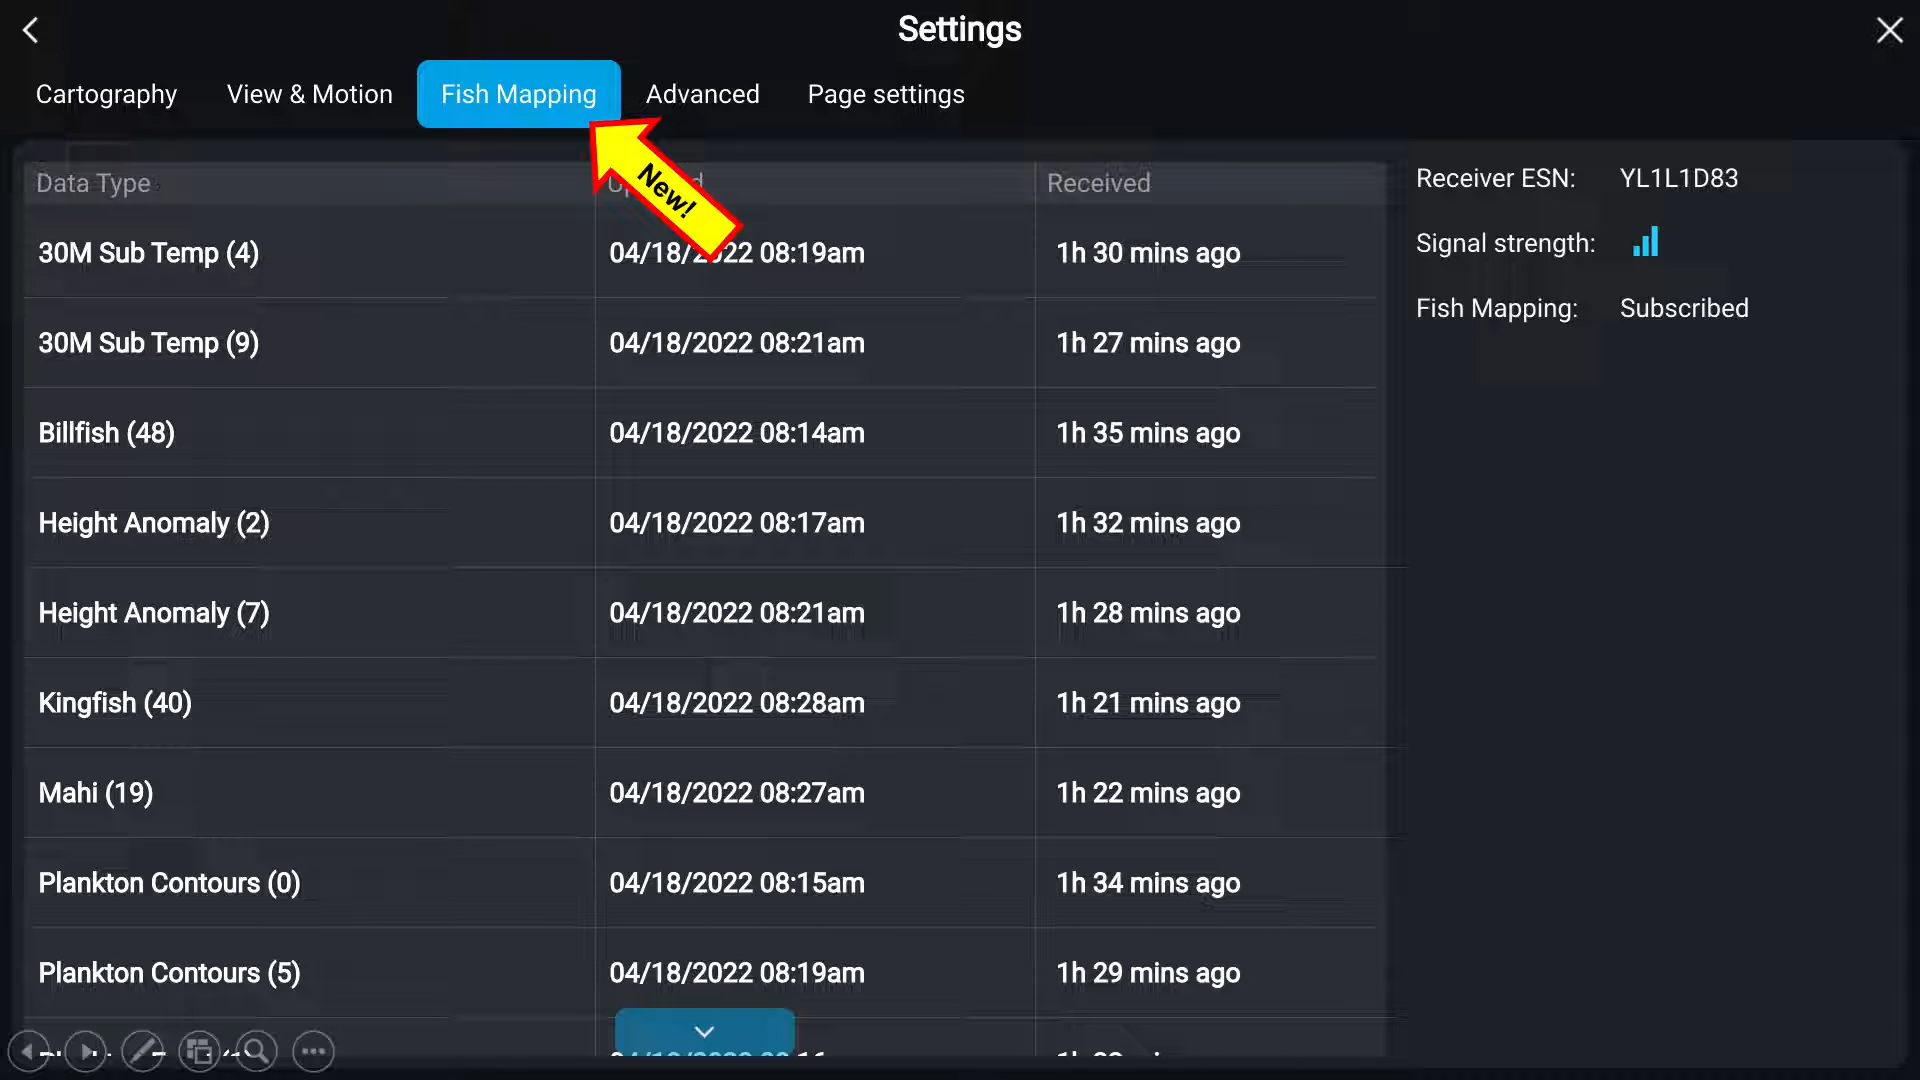 Settings
Cartography View & Motion Fish Mapping Advanced Page settings
New!
Data Type Received
30M Sub Temp (4) 04/18/2022 08:19am 1h 30 mins ago
30M Sub Temp (9) 04/18/2022 08:21am 1h 27 mins ago
Billfish (48) 04/18/2022 08:14am 1h 35 mins ago
Height Anomaly (2) 04/18/2022 08:17am 1h 32 mins ago
Height Anomaly (7) 04/18/2022 08:21am 1h 28 mins ago
Kingfish (40) 04/18/2022 08:28am 1h 21 mins ago
Mahi (19) 04/18/2022 08:27am 1h 22 mins ago
Plankton Contours (0) 04/18/2022 08:15am 1h 34 mins ago
Plankton Contours (5) 04/18/2022 08:19am 1h 29 mins ago
Receiver ESN: YL1L1D83
Signal strength:
Fish Mapping: Subscribed